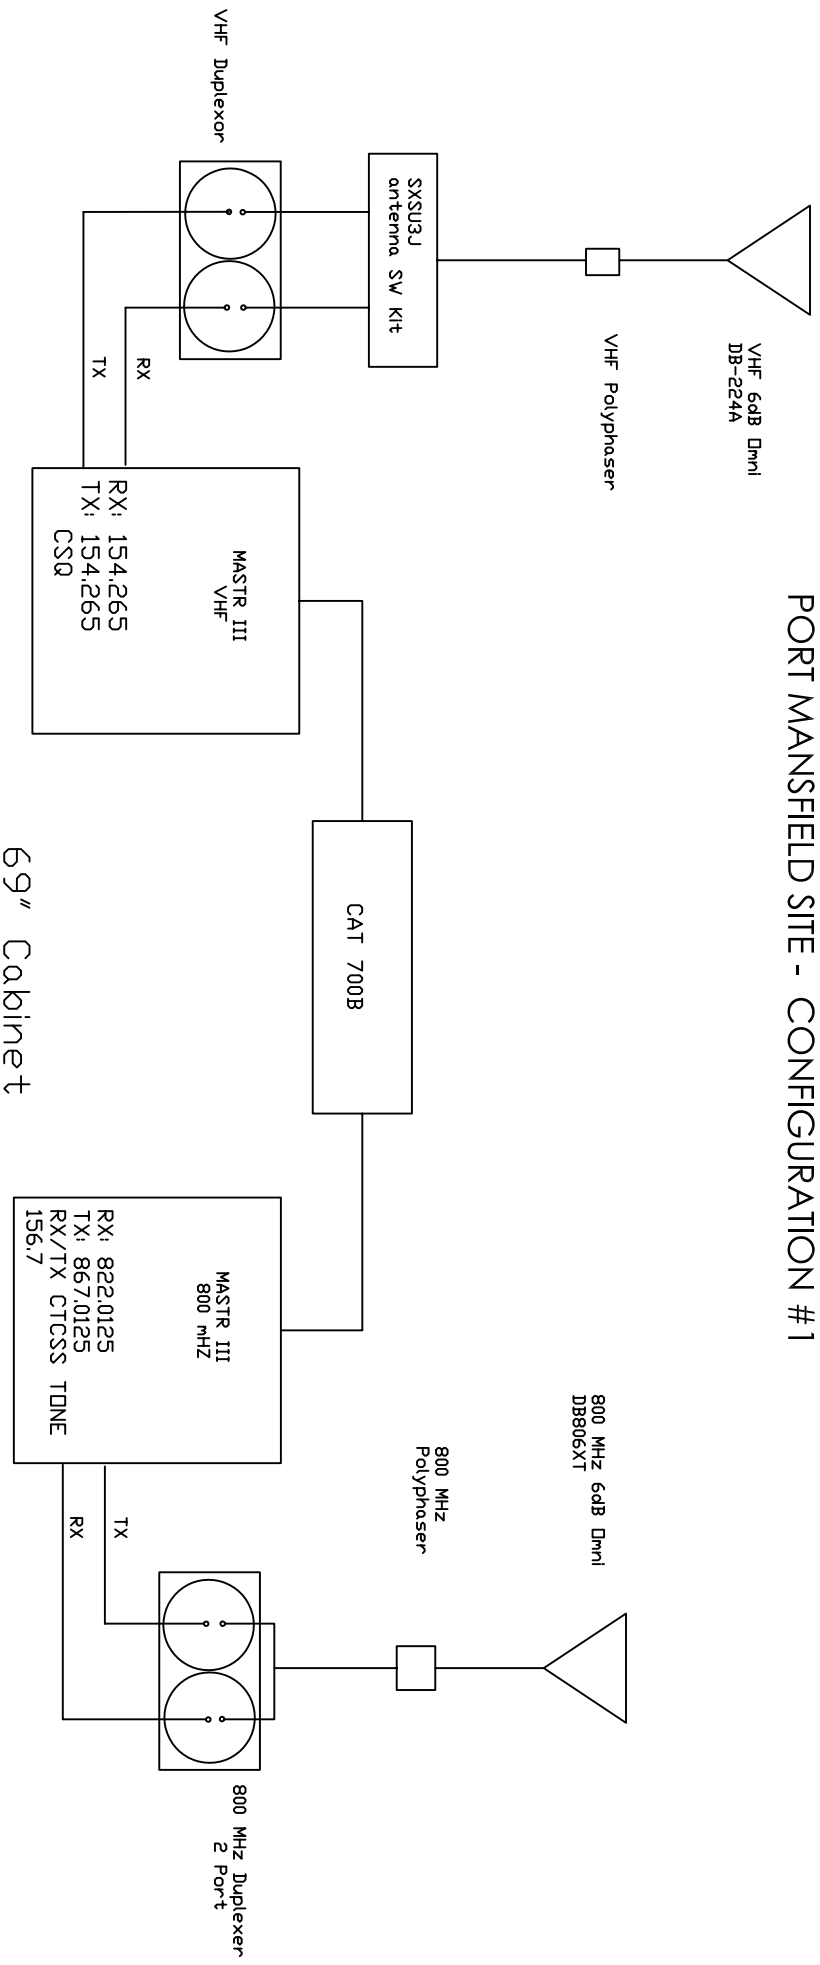 PORT MANSFIELD SITE - CONFIGURATION #1
VHF 6dB Omni
DB-224A
VHF Polyphaser
SXSU3J
antenna SW Kit
VHF Duplexor
RX
TX
MASTR III
VHF
RX: 154.265
TX: 154.265
CSQ
CAT 700B
69" Cabinet
800 MHz 6dB Omni
DB806XT
800 MHz
Polyphaser
MASTR III
800 mHZ
RX: 822.0125
TX: 867.0125
RX/TX CTCSS TONE
156.7
TX
RX
800 MHz Duplexer
2 Port